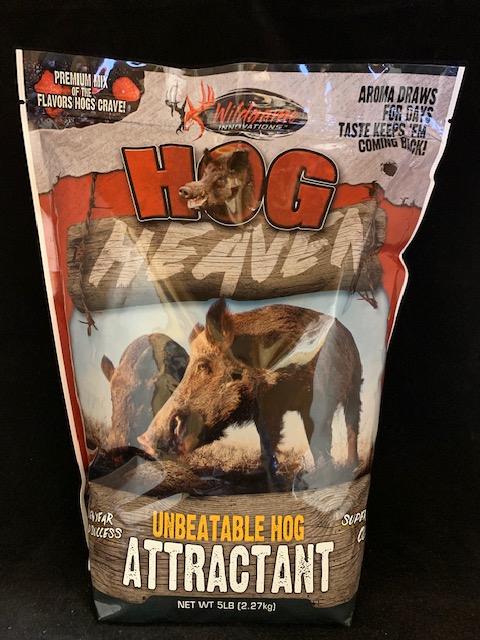 PREMIUM MIX
OF THE
FLAVORS HOGS CRAVE!
Wildgame
INNOVATIONS
AROMA DRAWS
FOR DAYS
TASTE KEEPS 'EM
COMING BACK!
HOG
HEAVEN
UNBEATABLE HOG
ATTRACTANT
NET WT 5LB (2.27kg)